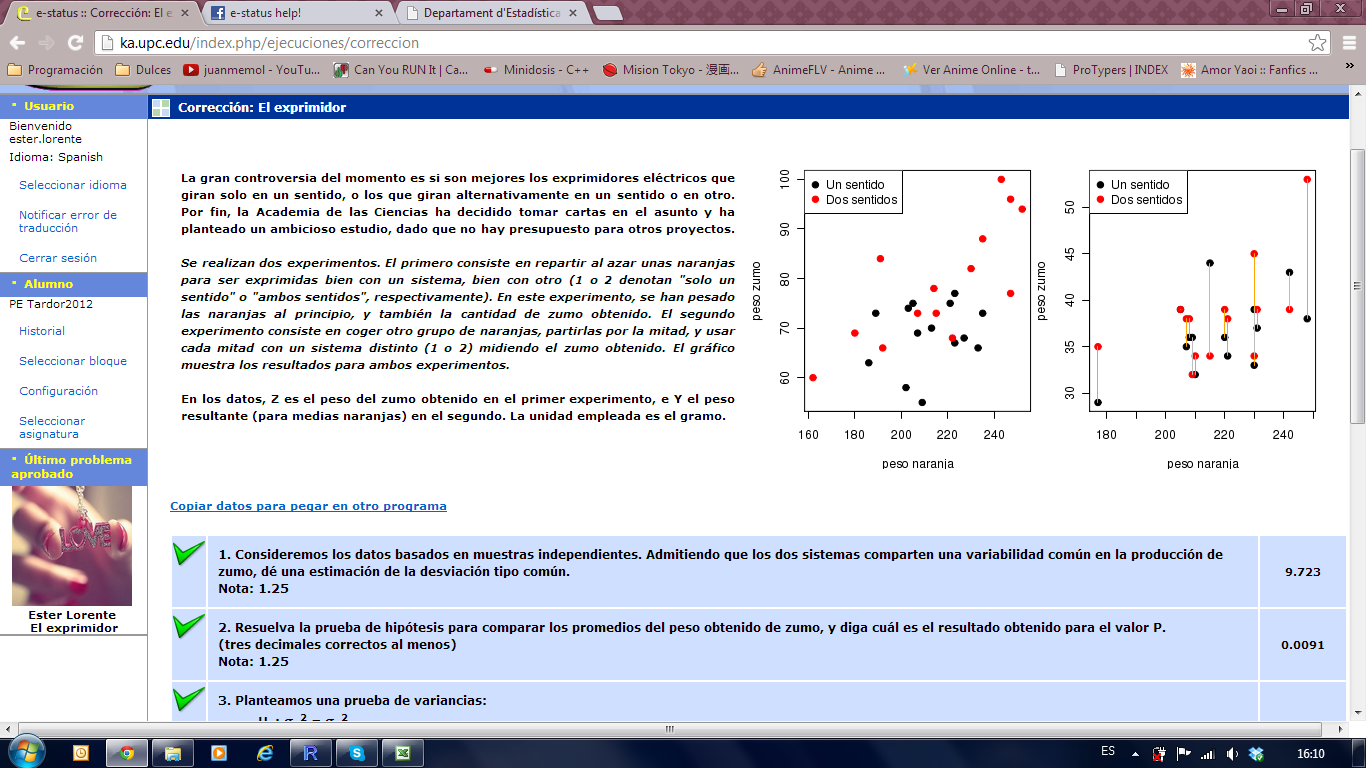 e-status :: Corrección: El e
e-status help!
Departament d'Estadística
ka.upc.edu/index.php/ejecuciones/correccion
Programación
Dulces
juanmemol - YouTu...
Can You RUN It | Ca...
Minidosis - C++
Mision Tokyo - 漫画...
AnimeFLV - Anime ...
Ver Anime Online - t...
ProTypers | INDEX
Amor Yaoi :: Fanfics ...
»
Usuario
Bienvenido
ester.lorente
Idioma: Spanish
Seleccionar idioma
Notificar error de
traducción
Cerrar sesión
Alumno
PE Tardor2012
Historial
Seleccionar bloque
Configuración
Seleccionar
asignatura
Último problema
aprobado
LOVE
Ester Lorente
El exprimidor
Corrección: El exprimidor
La gran controversia del momento es si son mejores los exprimidores eléctricos que
giran solo en un sentido, o los que giran alternativamente en un sentido o en otro.
Por fin, la Academia de las Ciencias ha decidido tomar cartas en el asunto y ha
planteado un ambicioso estudio, dado que no hay presupuesto para otros proyectos.
Se realizan dos experimentos. El primero consiste en repartir al azar unas naranjas
para ser exprimidas bien con un sistema, bien con otro (1 o 2 denotan "solo un
sentido" o "ambos sentidos", respectivamente). En este experimento, se han pesado
las naranjas al principio, y también la cantidad de zumo obtenido. El segundo
experimento consiste en coger otro grupo de naranjas, partirlas por la mitad, y usar
cada mitad con un sistema distinto (1 o 2) midiendo el zumo obtenido. El gráfico
muestra los resultados para ambos experimentos.
En los datos, Z es el peso del zumo obtenido en el primer experimento, e Y el peso
resultante (para medias naranjas) en el segundo. La unidad empleada es el gramo.
Un sentido
Dos sentidos
peso zumo
100
90
80
70
60
160 180 200 220 240
peso naranja
Un sentido
Dos sentidos
peso zumo
50
45
40
35
30
180 200 220 240
peso naranja
Copiar datos para pegar en otro programa
1. Consideremos los datos basados en muestras independientes. Admitiendo que los dos sistemas comparten una variabilidad común en la producción de
zumo, dé una estimación de la desviación tipo común.
Nota: 1.25
9.723
2. Resuelva la prueba de hipótesis para comparar los promedios del peso obtenido de zumo, y diga cuál es el resultado obtenido para el valor P.
(tres decimales correctos al menos)
Nota: 1.25
0.0091
3. Planteamos una prueba de varianzas:
ES
16:10